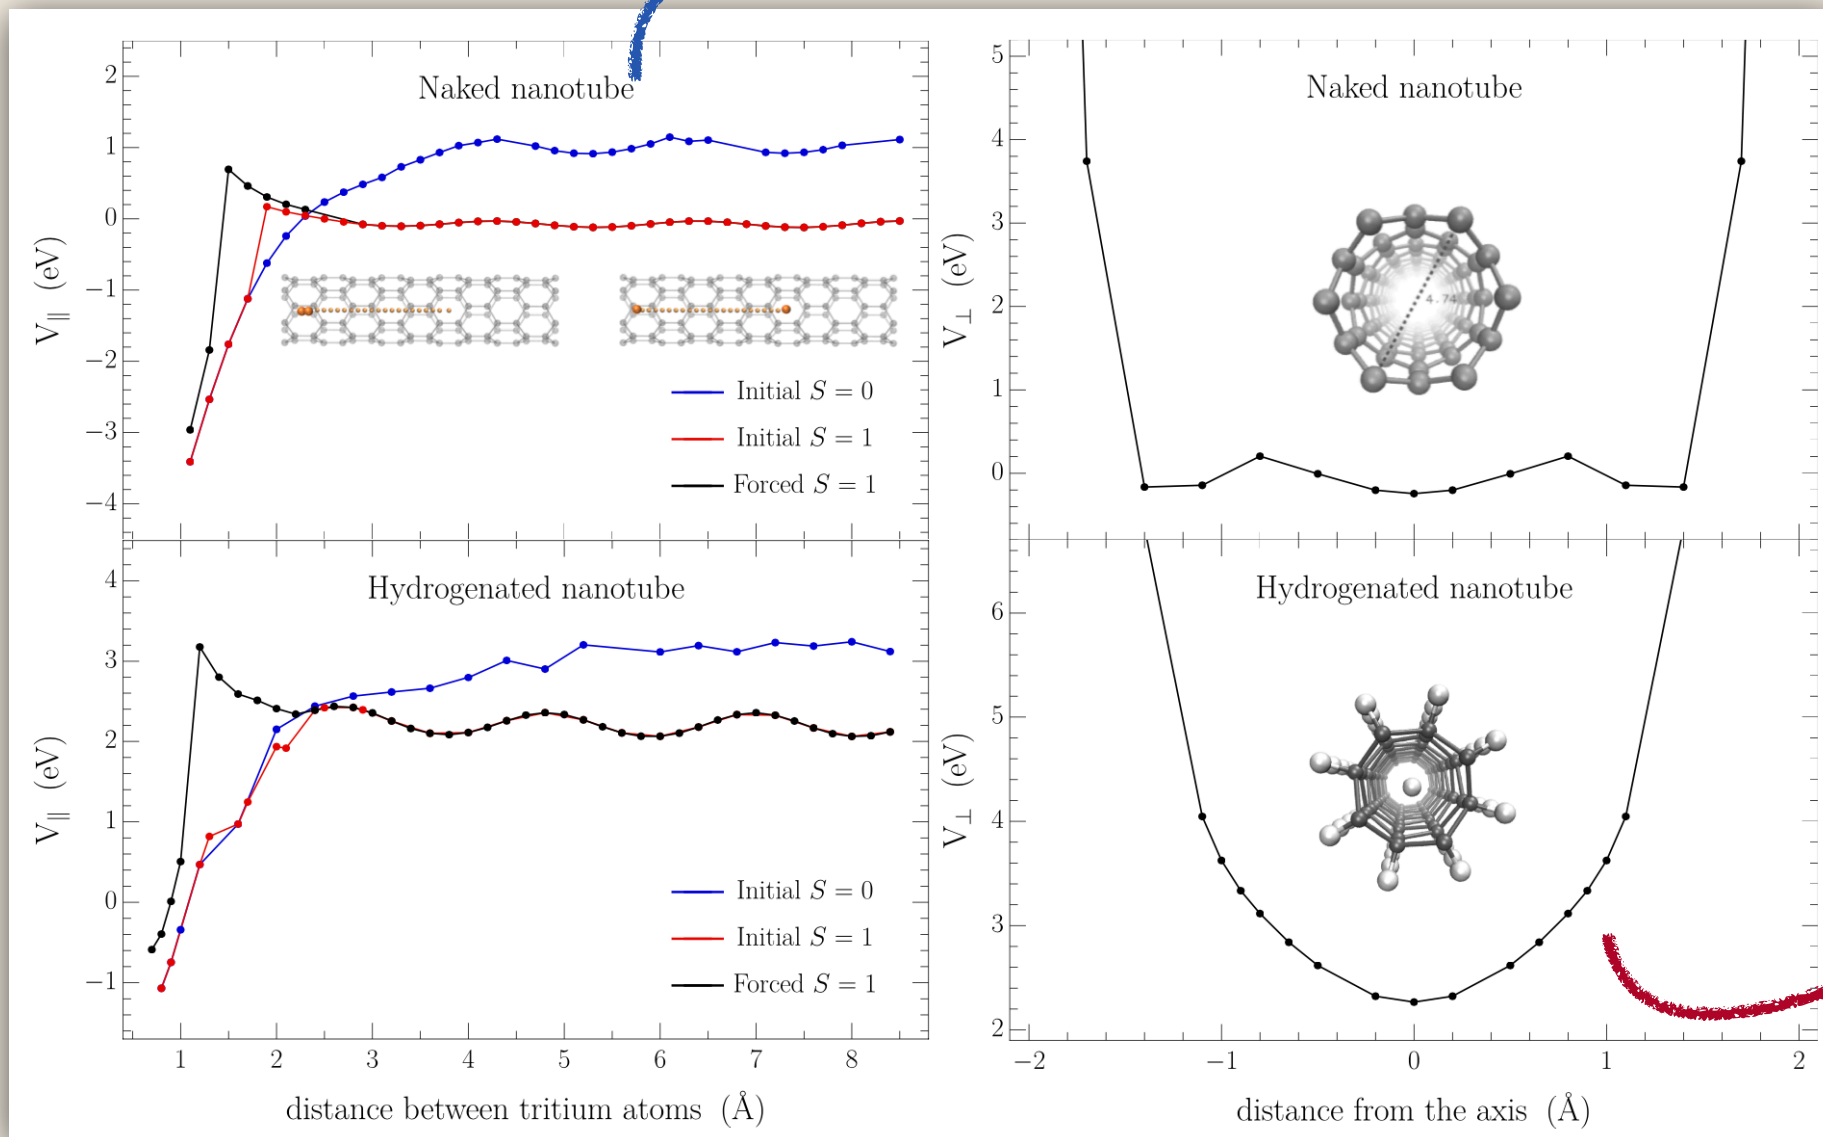 Naked nanotube
2
1
0
−1
−2
−3
−4
V∥ (eV)
Initial S = 0
Initial S = 1
Forced S = 1
Naked nanotube
5
4
3
2
1
0
V⊥ (eV)
4.74
Hydrogenated nanotube
4
3
2
1
0
−1
V∥ (eV)
Initial S = 0
Initial S = 1
Forced S = 1
1 2 3 4 5 6 7 8
distance between tritium atoms (Å)
Hydrogenated nanotube
6
5
4
3
2
V⊥ (eV)
−2 −1 0 1 2
distance from the axis (Å)